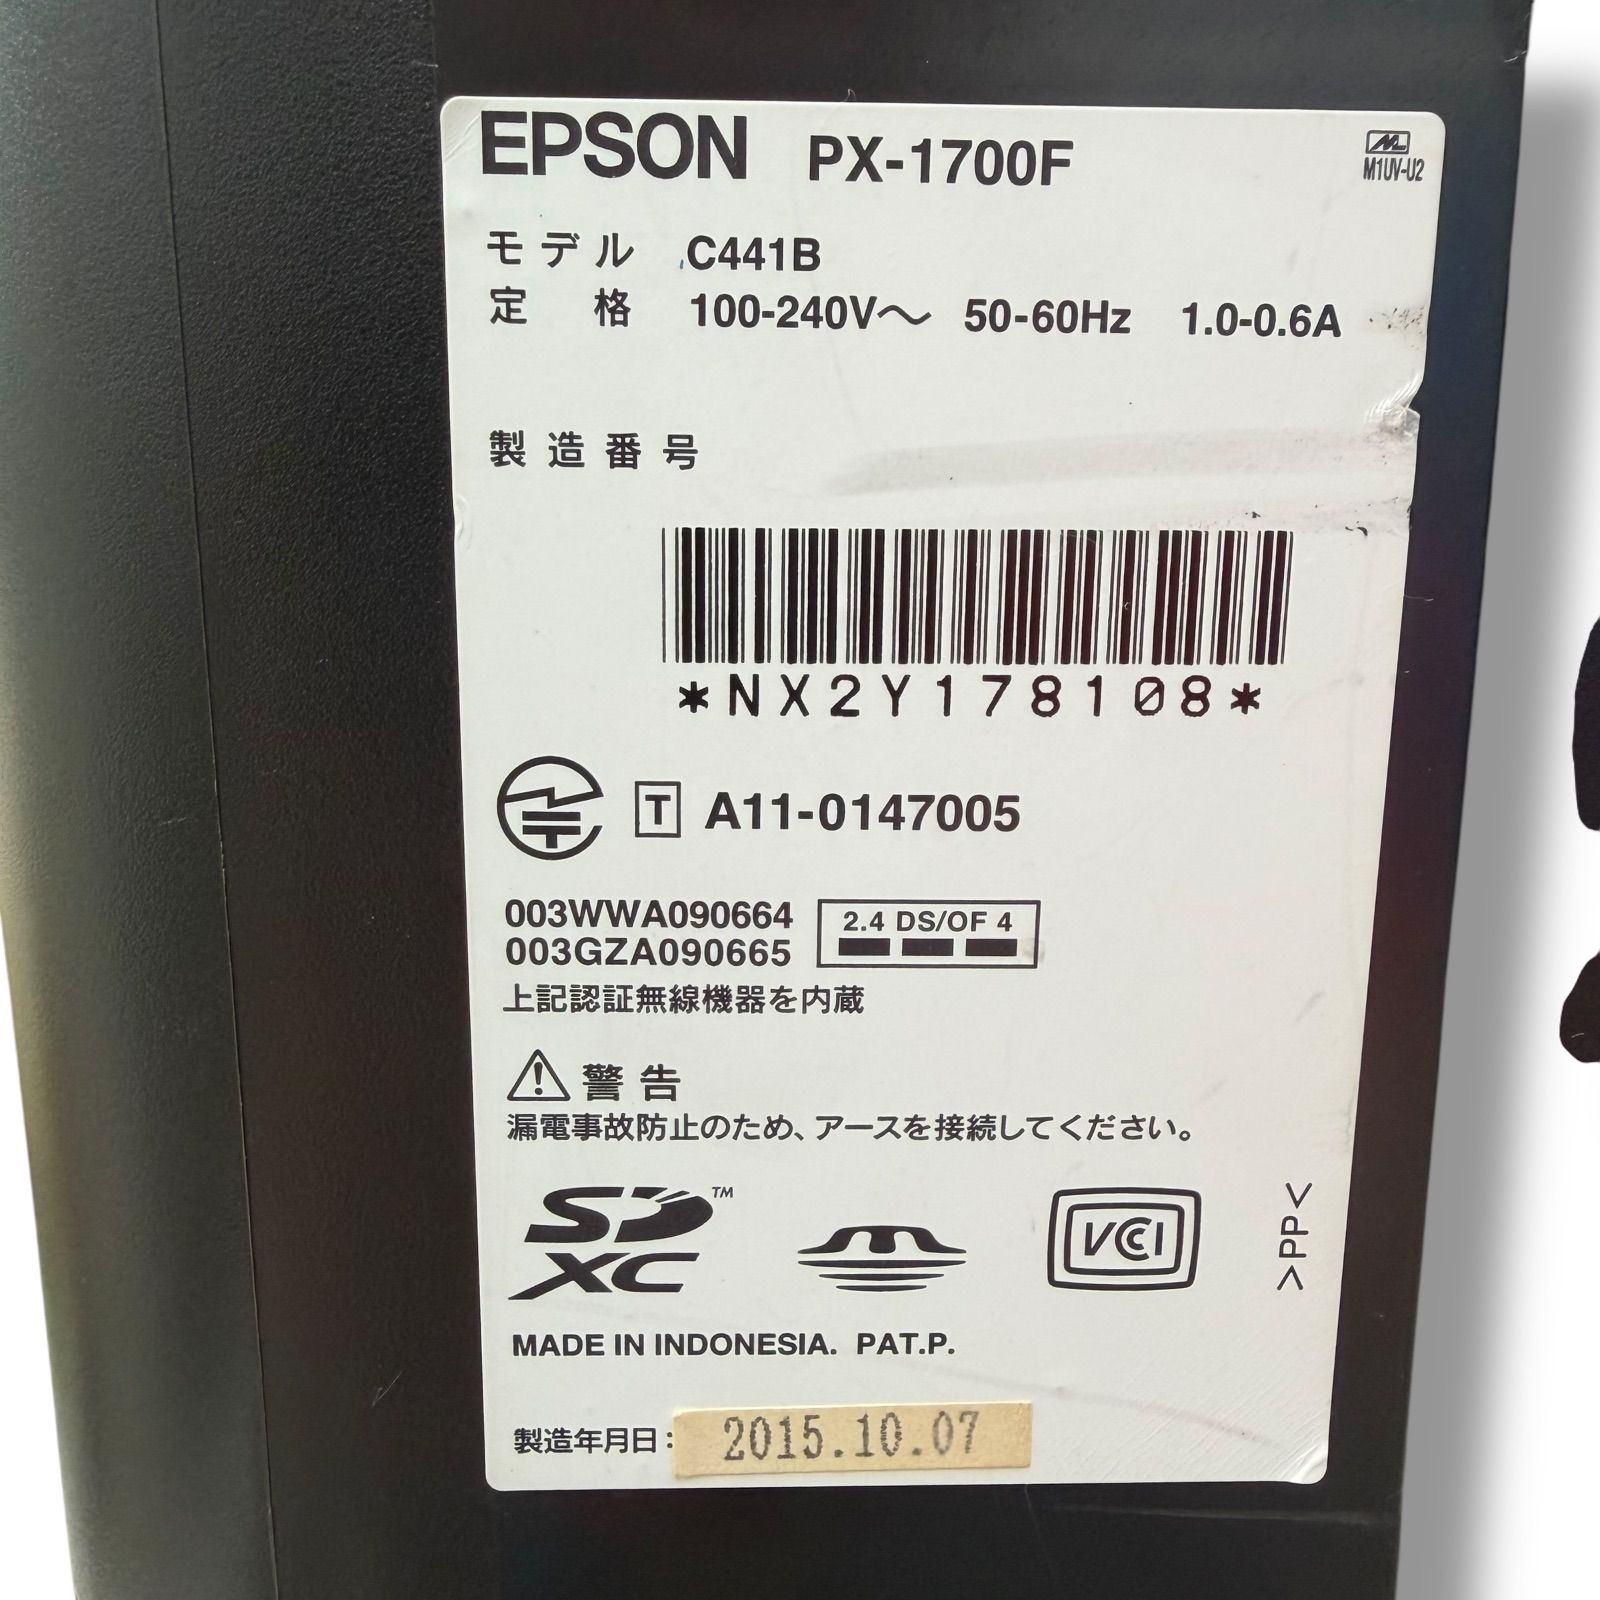 EPSON PX-1700F
M1UV-U2
モデル C441B
定格 100-240V〜 50-60Hz 1.0-0.6A
製造番号
*NX2Y178108*
T A11-0147005
003WWA090664
003GZA090665
2.4 DS/OF 4
上記認証無線機器を内蔵
警告
漏電事故防止のため、アースを接続してください。
SD™
XC
VCCI
>PP<
MADE IN INDONESIA. PAT.P.
製造年月日: 2015.10.07